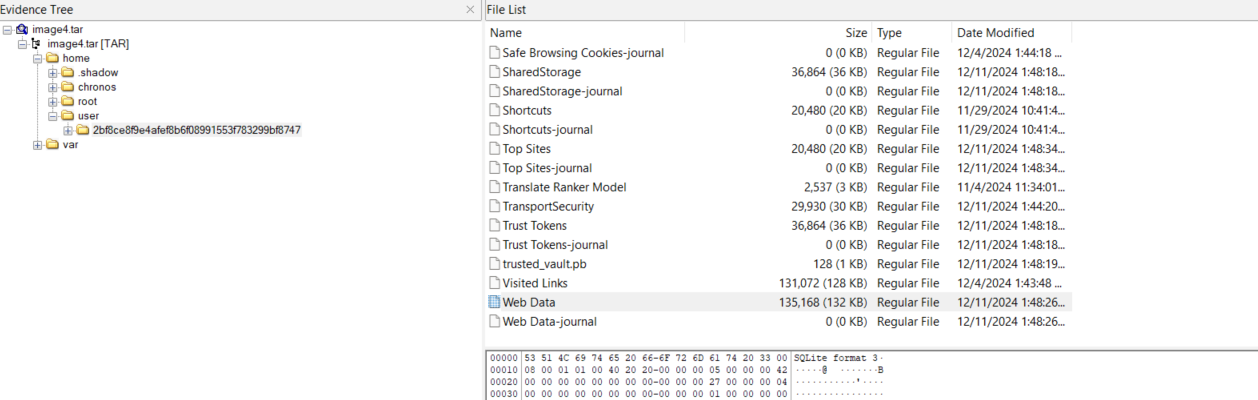 Evidence Tree
image4.tar
image4.tar [TAR]
home
.shadow
chronos
root
user
2bf8ce8f9e4afef8b6f08991553f783299bf8747
var
File List
Name Size Type Date Modified
Safe Browsing Cookies-journal 0 (0 KB) Regular File 12/4/2024 1:44:18 ...
SharedStorage 36,864 (36 KB) Regular File 12/11/2024 1:48:18...
SharedStorage-journal 0 (0 KB) Regular File 12/11/2024 1:48:18...
Shortcuts 20,480 (20 KB) Regular File 11/29/2024 10:41:4...
Shortcuts-journal 0 (0 KB) Regular File 11/29/2024 10:41:4...
Top Sites 20,480 (20 KB) Regular File 12/11/2024 1:48:34...
Top Sites-journal 0 (0 KB) Regular File 12/11/2024 1:48:34...
Translate Ranker Model 2,537 (3 KB) Regular File 11/4/2024 11:34:01...
TransportSecurity 29,930 (30 KB) Regular File 12/11/2024 1:44:20...
Trust Tokens 36,864 (36 KB) Regular File 12/11/2024 1:48:18...
Trust Tokens-journal 0 (0 KB) Regular File 12/11/2024 1:48:18...
trusted_vault.pb 128 (1 KB) Regular File 12/11/2024 1:48:19...
Visited Links 131,072 (128 KB) Regular File 12/4/2024 1:43:48 ...
Web Data 135,168 (132 KB) Regular File 12/11/2024 1:48:26...
Web Data-journal 0 (0 KB) Regular File 12/11/2024 1:48:26...
00000 53 51 4C 69 74 65 20 66-6F 72 6D 61 74 20 33 00 SQLite format 3·
00010 08 00 01 01 00 40 20 20-00 00 00 05 00 00 00 42 ·····@  ·······B
00020 00 00 00 00 00 00 00 00-00 00 00 27 00 00 00 04 ···········'····
00030 00 00 00 00 00 00 00 00-00 00 00 01 00 00 00 00 ················